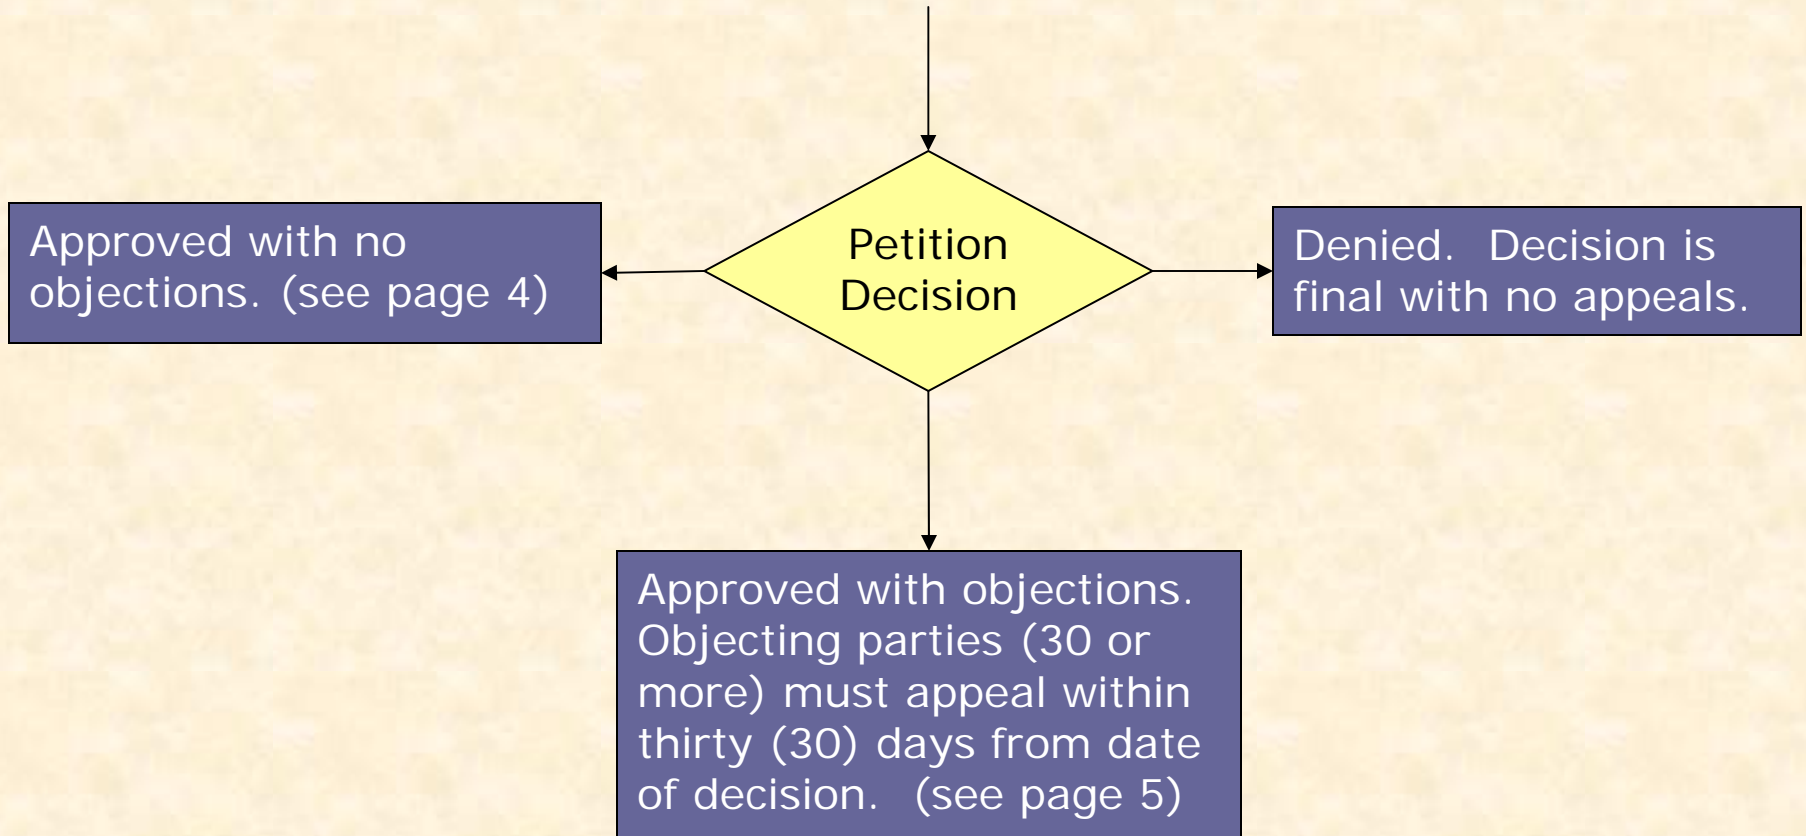 Petition
Decision
Approved with no
objections. (see page 4)
Denied.  Decision is
final with no appeals.
Approved with objections.
Objecting parties (30 or
more) must appeal within
thirty (30) days from date
of decision.  (see page 5)